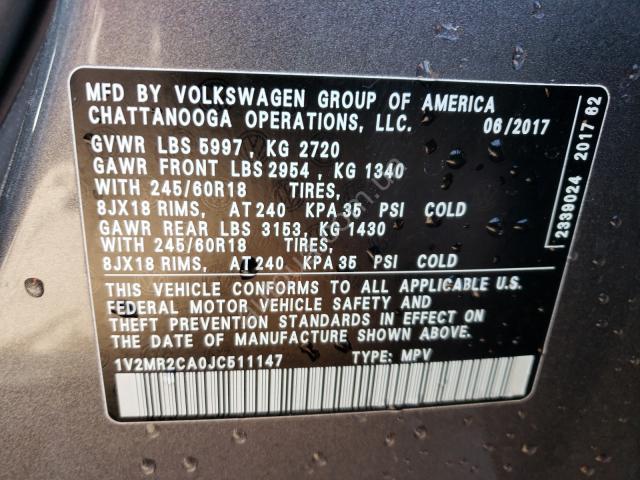 MFD BY VOLKSWAGEN GROUP OF AMERICA
CHATTANOOGA OPERATIONS, LLC. 06/2017
GVWR LBS 5997, KG 2720
GAWR FRONT LBS 2954, KG 1340
WITH 245/60R18 TIRES,
8JX18 RIMS, AT 240 KPA 35 PSI COLD
GAWR REAR LBS 3153, KG 1430
WITH 245/60R18 TIRES,
8JX18 RIMS, AT 240 KPA 35 PSI COLD
THIS VEHICLE CONFORMS TO ALL APPLICABLE U.S.
FEDERAL MOTOR VEHICLE SAFETY AND
THEFT PREVENTION STANDARDS IN EFFECT ON
THE DATE OF MANUFACTURE SHOWN ABOVE.
1V2MR2CA0JC511147 TYPE: MPV
2339024 2017 62